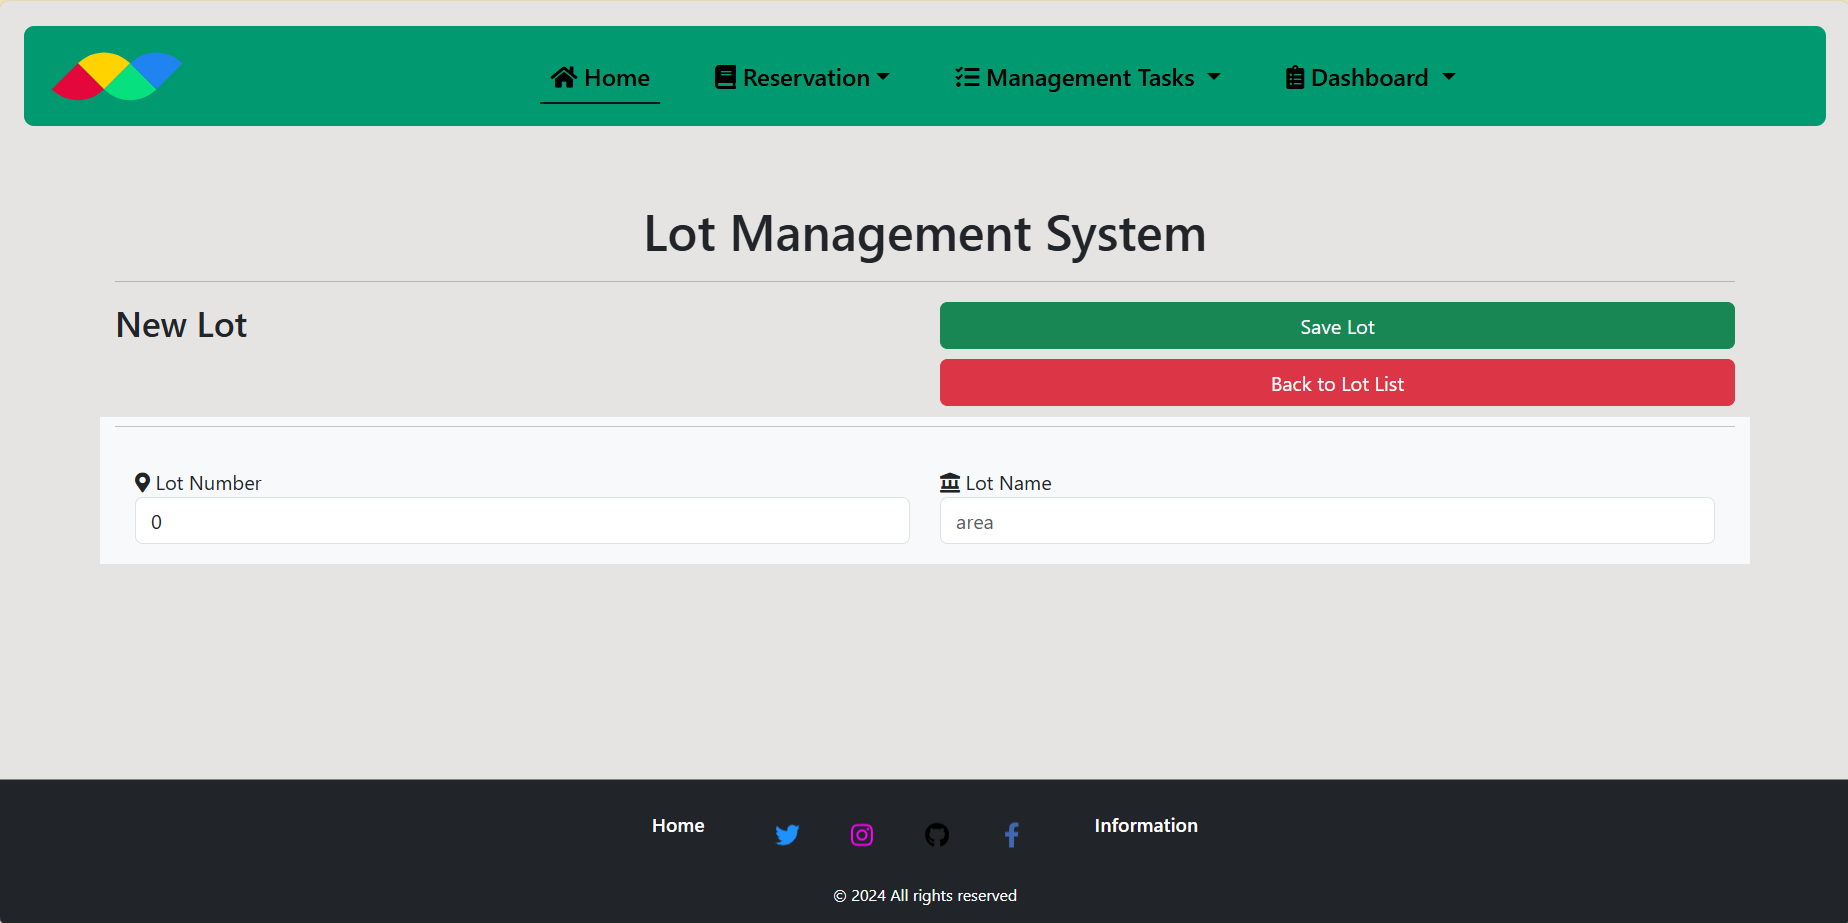 Home Reservation Management Tasks Dashboard
Lot Management System
New Lot
Save Lot
Back to Lot List
Lot Number
0
Lot Name
area
Home
Information
© 2024 All rights reserved